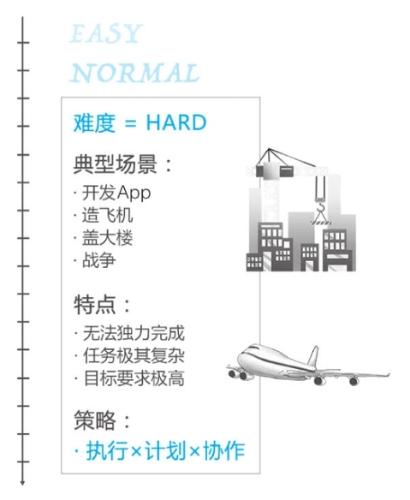 EASY
NORMAL
难度 = HARD
典型场景：
· 开发App
· 造飞机
· 盖大楼
· 战争
特点：
· 无法独力完成
· 任务极其复杂
· 目标要求极高
策略：
· 执行×计划×协作